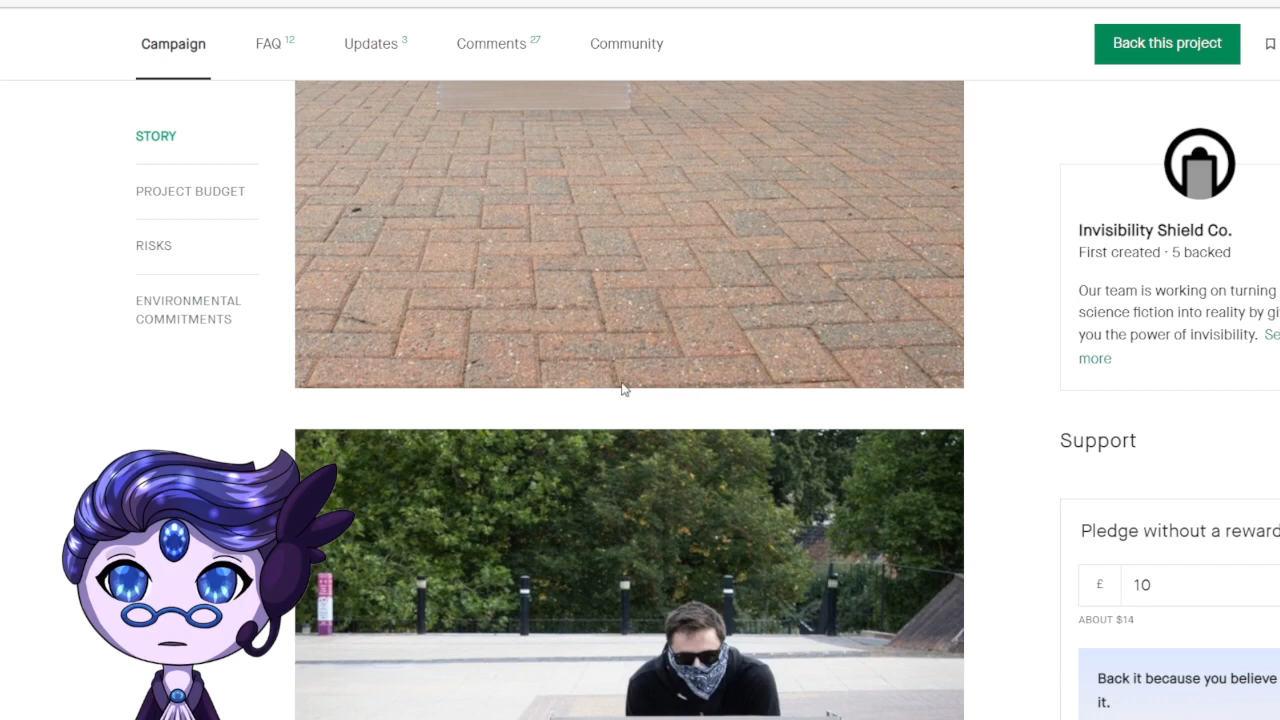 Campaign
FAQ 12
Updates 3
Comments 27
Community
Back this project
STORY
PROJECT BUDGET
RISKS
ENVIRONMENTAL
COMMITMENTS
Invisibility Shield Co.
First created · 5 backed
Our team is working on turning
science fiction into reality by gi
you the power of invisibility. Se
more
Support
Pledge without a reward
£ 10
ABOUT $14
Back it because you believe
it.